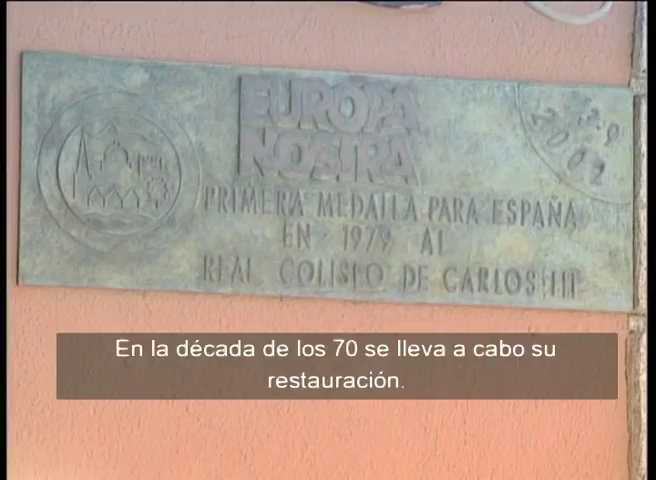 EUROPA
NOSTRA
2002
PRIMERA MEDALLA PARA ESPAÑA
EN 1979 AL
REAL COLISEO DE CARLOS III
En la década de los 70 se lleva a cabo su
restauración.